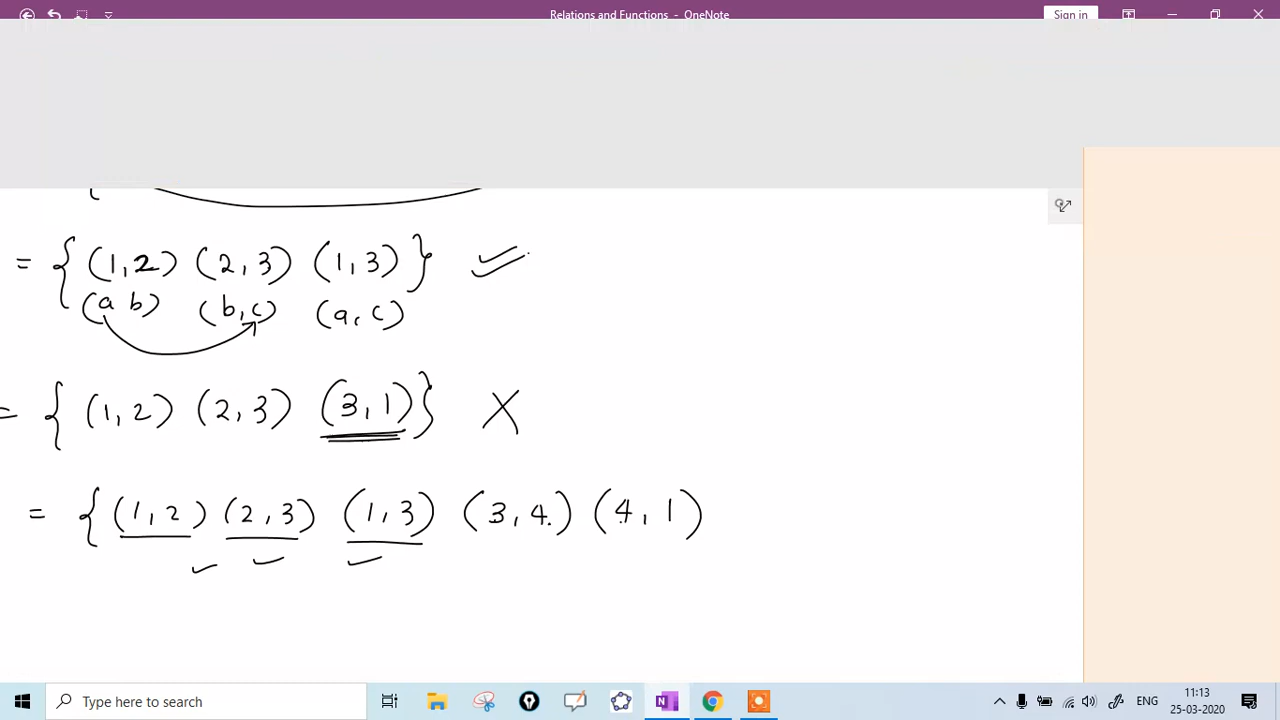 Relations and Functions - OneNote
Sign in
= {(1,2) (2,3) (1,3)}
(a b) (b,c) (a,c)
= {(1,2) (2,3) (3,1)} X
= {(1,2) (2,3) (1,3) (3,4) (4,1)
Type here to search
ENG
11:13
25-03-2020